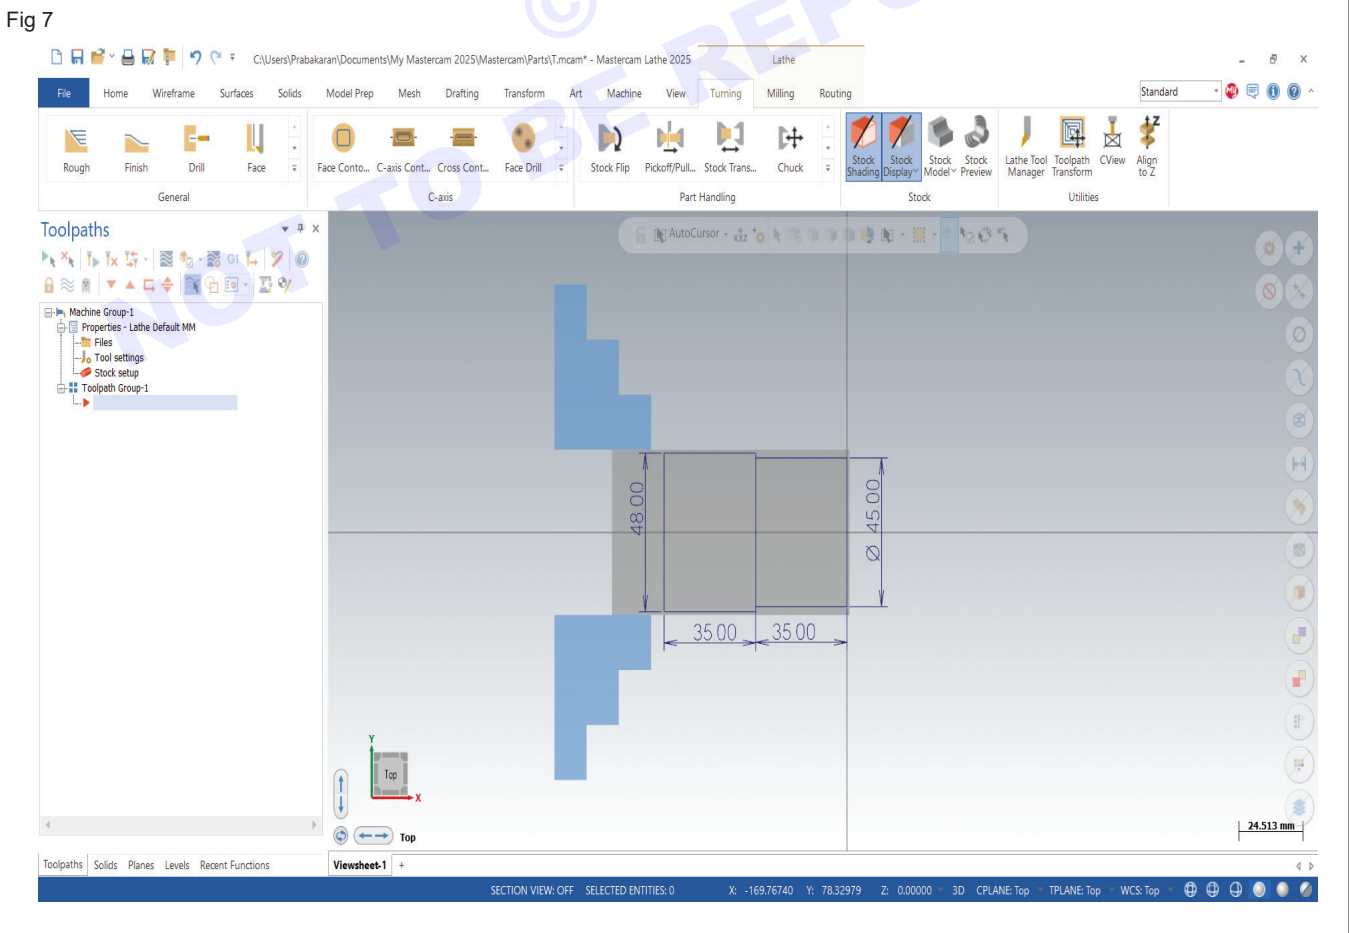 Fig 7
C:\Users\Prabakaran\Documents\My Mastercam 2025\Mastercam\Parts\T.mcam* - Mastercam Lathe 2025
Lathe
File Home Wireframe Surfaces Solids Model Prep Mesh Drafting Transform Art Machine View Turning Milling Routing
Standard
Rough Finish Drill Face
Face Conto... C-axis Cont... Cross Cont... Face Drill
Stock Flip Pickoff/Pull... Stock Trans... Chuck
Stock Shading
Stock Display
Stock Model
Stock Preview
Lathe Tool Manager
Toolpath Transform
CView
Align to Z
General C-axis Part Handling Stock Utilities
Toolpaths
AutoCursor
XYZ
G1
Machine Group-1
Properties - Lathe Default MM
Files
Tool settings
Stock setup
Toolpath Group-1
48.00
Ø 45.00
35.00
35.00
Y
Top
X
Top
24.513 mm
Toolpaths Solids Planes Levels Recent Functions
Viewsheet-1 +
SECTION VIEW: OFF SELECTED ENTITIES: 0 X: -169.76740 Y: 78.32979 Z: 0.00000 3D CPLANE: Top TPLANE: Top WCS: Top
©
NOT TO BE REPU